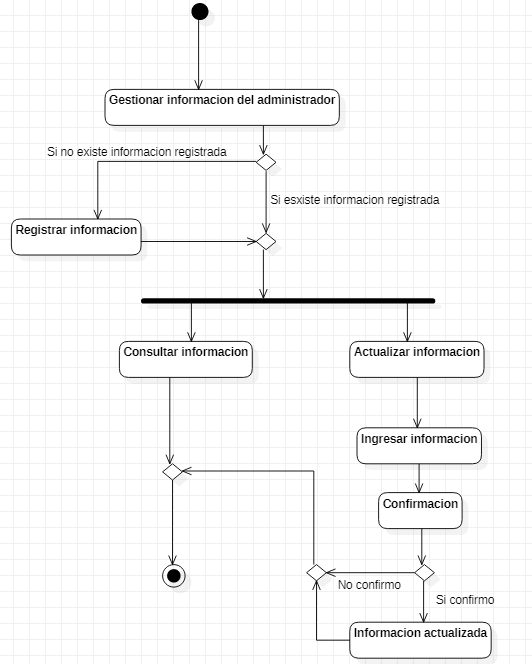 Gestionar informacion del administrador
Si no existe informacion registrada
Si esxiste informacion registrada
Registrar informacion
Consultar informacion
Actualizar informacion
Ingresar informacion
Confirmacion
No confirmo
Si confirmo
Informacion actualizada